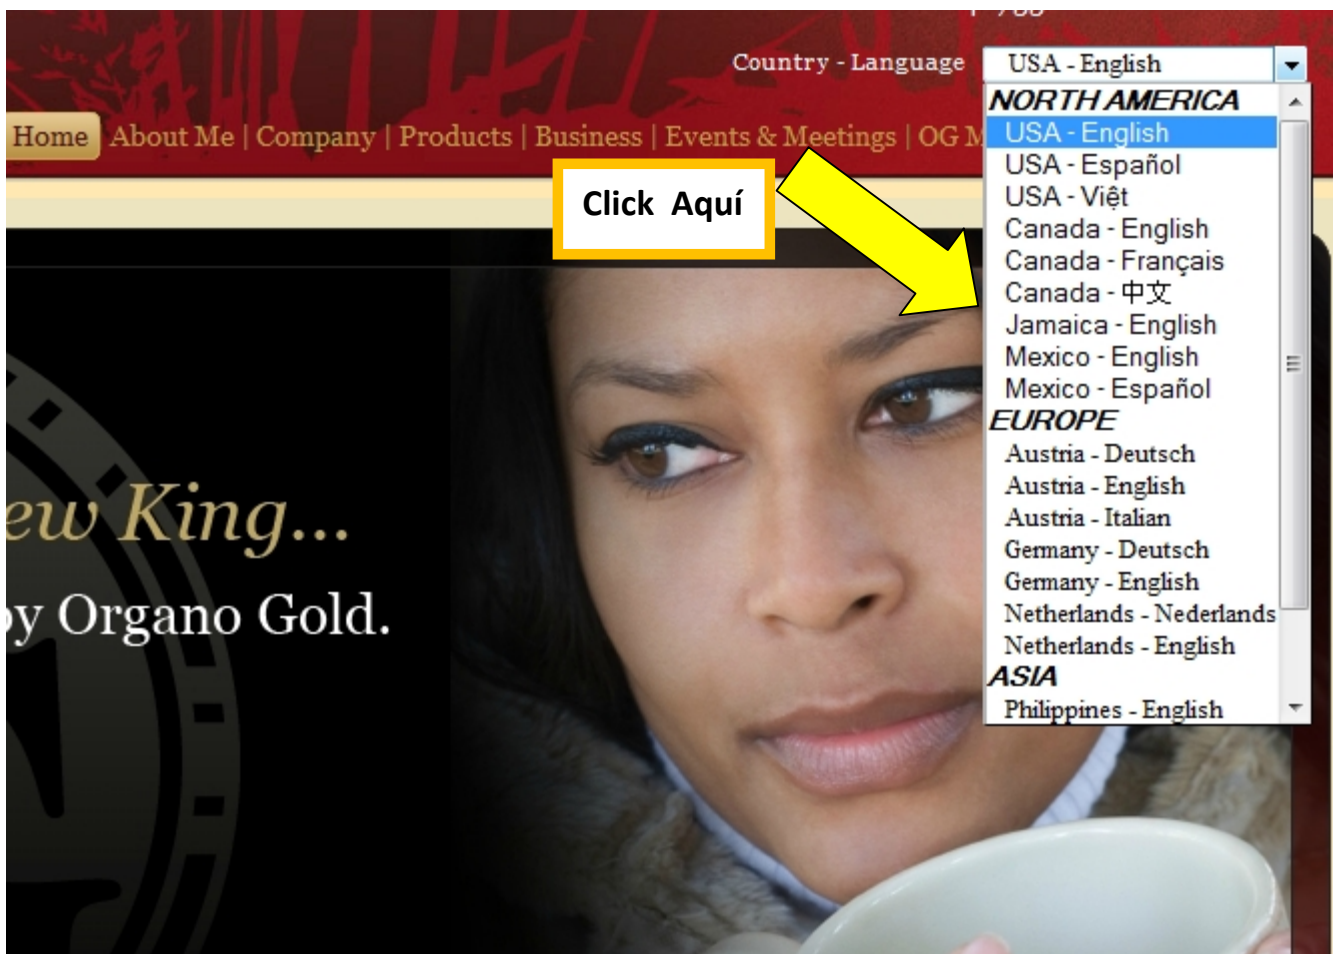 Country - Language
USA - English
NORTH AMERICA
USA - English
USA - Español
USA - Việt
Canada - English
Canada - Français
Canada - 中文
Jamaica - English
Mexico - English
Mexico - Español
EUROPE
Austria - Deutsch
Austria - English
Austria - Italian
Germany - Deutsch
Germany - English
Netherlands - Nederlands
Netherlands - English
ASIA
Philippines - English
Home | About Me | Company | Products | Business | Events & Meetings | OG
Click Aquí
King...
by Organo Gold.